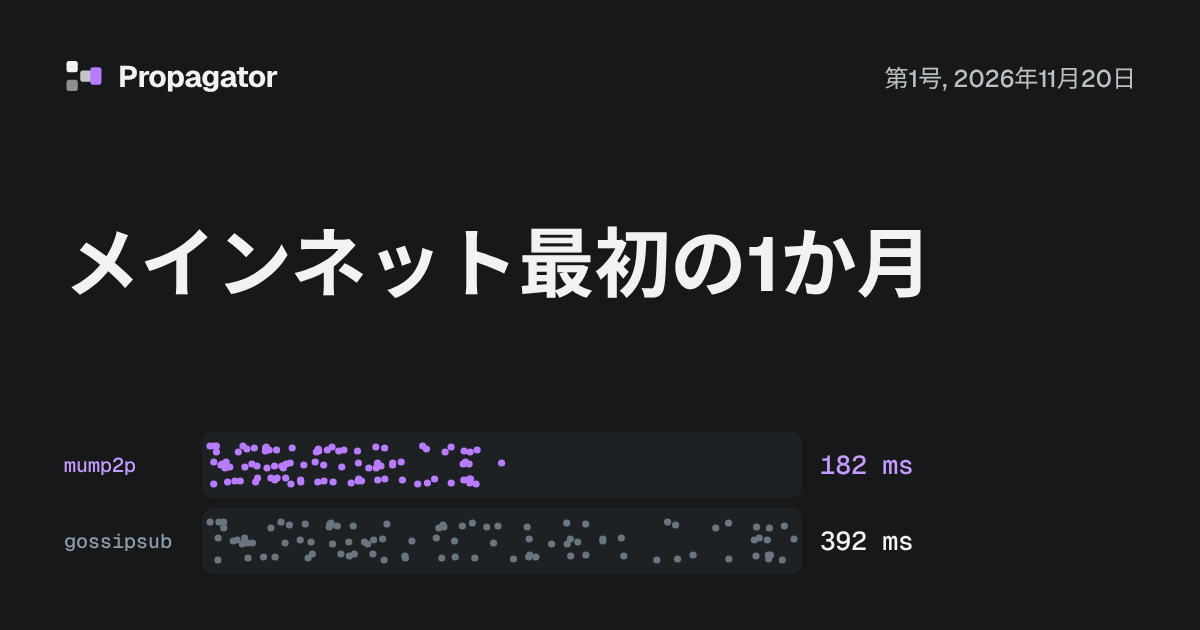 Propagator
第1号, 2026年11月20日
メインネット最初の1か月
mump2p
182 ms
gossipsub
392 ms